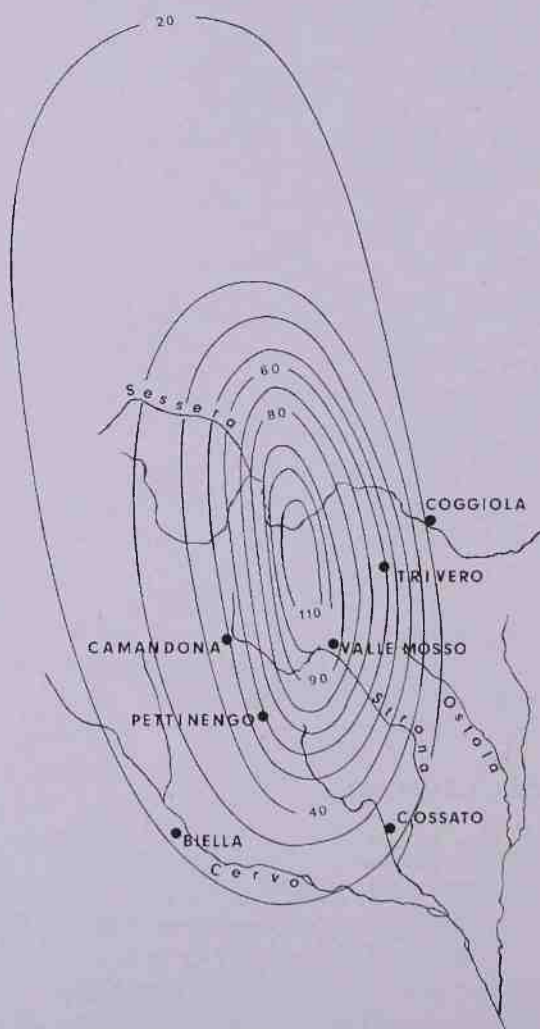 20
60
Sessera
80
COGGIOLA
TRIVERO
110
CAMANDONA
VALLE MOSSO
90
PETTINENGO
Strona
Ostola
40
COSSATO
BIELLA
Cervo